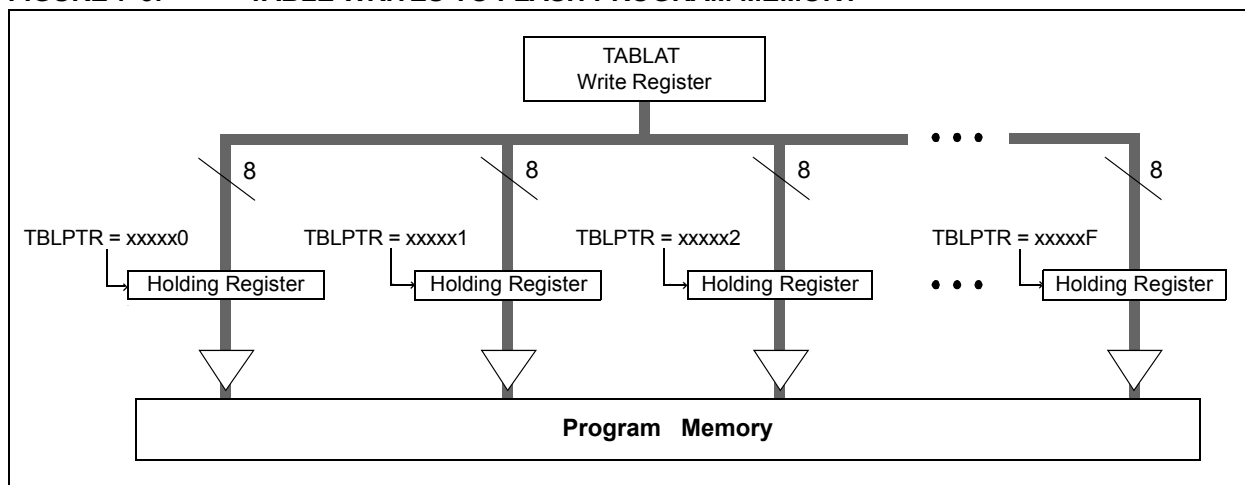 TABLAT
Write Register
8
8
8
8
TBLPTR = xxxxx0
TBLPTR = xxxxx1
TBLPTR = xxxxx2
TBLPTR = xxxxxF
Holding Register
Holding Register
Holding Register
Holding Register
Program Memory